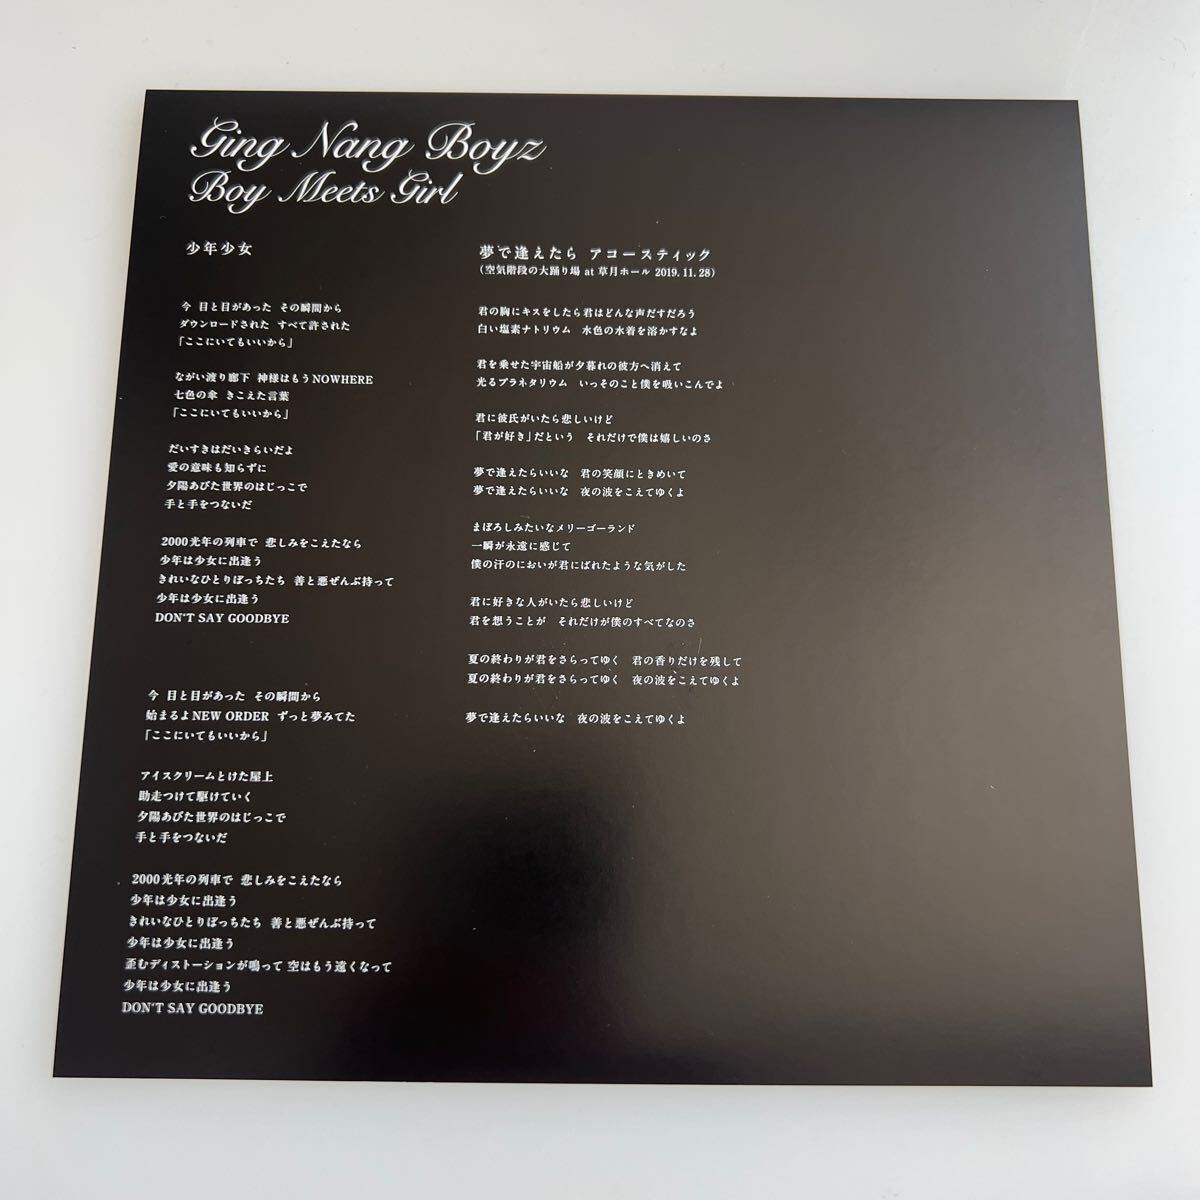 Ging Nang Boyz
Boy Meets Girl
少年少女
今 目と目があった その瞬間から
ダウンロードされた すべて許された
「ここにいてもいいから」
ながい渡り廊下 神様はもうNOWHERE
七色の傘 きこえた言葉
「ここにいてもいいから」
だいすきはだいきらいだよ
愛の意味も知らずに
夕陽あびた世界のはじっこで
手と手をつないだ
2000光年の列車で 悲しみをこえたなら
少年は少女に出逢う
きれいなひとりぼっちたち 善と悪ぜんぶ持って
少年は少女に出逢う
DON'T SAY GOODBYE
今 目と目があった その瞬間から
始まるよNEW ORDER ずっと夢みてた
「ここにいてもいいから」
アイスクリームとけた屋上
助走つけて駆けていく
夕陽あびた世界のはじっこで
手と手をつないだ
2000光年の列車で 悲しみをこえたなら
少年は少女に出逢う
きれいなひとりぼっちたち 善と悪ぜんぶ持って
少年は少女に出逢う
歪むディストーションが鳴って 空はもう遠くなって
少年は少女に出逢う
DON'T SAY GOODBYE
夢で逢えたら アコースティック
(空気階段の大踊り場 at 草月ホール 2019.11.28)
君の胸にキスをしたら君はどんな声だすだろう
白い塩素ナトリウム 水色の水着を溶かすなよ
君を乗せた宇宙船が夕暮れの彼方へ消えて
光るプラネタリウム いっそのこと僕を吸いこんでよ
君に彼氏がいたら悲しいけど
「君が好き」だという それだけで僕は嬉しいのさ
夢で逢えたらいいな 君の笑顔にときめいて
夢で逢えたらいいな 夜の波をこえてゆくよ
まぼろしみたいなメリーゴーランド
一瞬が永遠に感じて
僕の汗のにおいが君にばれたような気がした
君に好きな人がいたら悲しいけど
君を想うことが それだけが僕のすべてなのさ
夏の終わりが君をさらってゆく 君の香りだけを残して
夏の終わりが君をさらってゆく 夜の波をこえてゆくよ
夢で逢えたらいいな 夜の波をこえてゆくよ